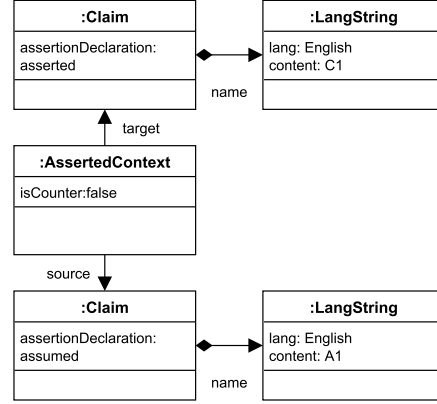 :Claim
assertionDeclaration:
asserted
:LangString
lang: English
content: C1
name
target
:AssertedContext
isCounter:false
source
:Claim
assertionDeclaration:
assumed
:LangString
lang: English
content: A1
name